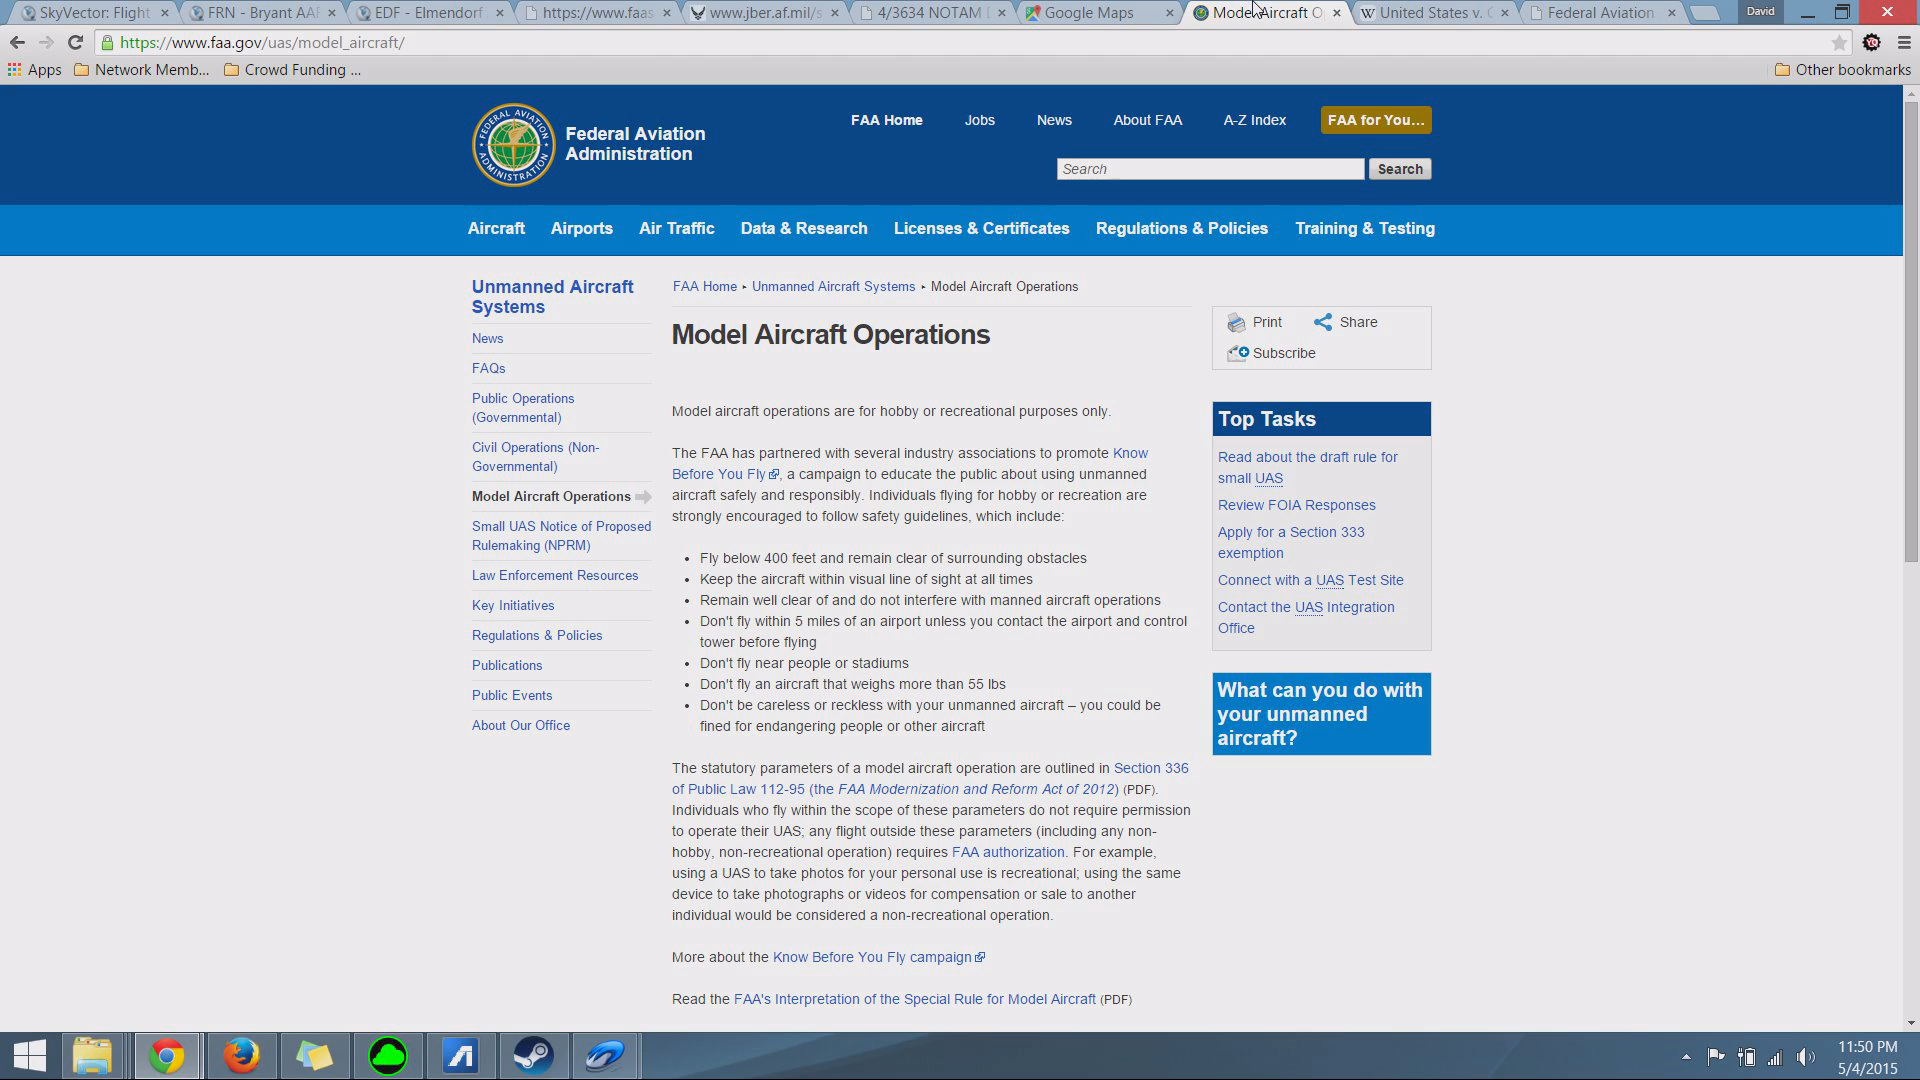 SkyVector: Flight
FRN - Bryant AAF
EDF - Elmendorf
https://www.faas
www.jber.af.mil/s
4/3634 NOTAM D
Google Maps
Model Aircraft O
United States v. C
Federal Aviation
David
https://www.faa.gov/uas/model_aircraft/
Apps
Network Memb...
Crowd Funding ...
Other bookmarks
FEDERAL AVIATION ADMINISTRATION
Federal Aviation
Administration
FAA Home
Jobs
News
About FAA
A-Z Index
FAA for You...
Search
Search
Aircraft
Airports
Air Traffic
Data & Research
Licenses & Certificates
Regulations & Policies
Training & Testing
Unmanned Aircraft
Systems
News
FAQs
Public Operations
(Governmental)
Civil Operations (Non-
Governmental)
Model Aircraft Operations
Small UAS Notice of Proposed
Rulemaking (NPRM)
Law Enforcement Resources
Key Initiatives
Regulations & Policies
Publications
Public Events
About Our Office
FAA Home ▸ Unmanned Aircraft Systems ▸ Model Aircraft Operations
Model Aircraft Operations
Model aircraft operations are for hobby or recreational purposes only.
The FAA has partnered with several industry associations to promote Know
Before You Fly, a campaign to educate the public about using unmanned
aircraft safely and responsibly. Individuals flying for hobby or recreation are
strongly encouraged to follow safety guidelines, which include:
• Fly below 400 feet and remain clear of surrounding obstacles
• Keep the aircraft within visual line of sight at all times
• Remain well clear of and do not interfere with manned aircraft operations
• Don't fly within 5 miles of an airport unless you contact the airport and control
tower before flying
• Don't fly near people or stadiums
• Don't fly an aircraft that weighs more than 55 lbs
• Don't be careless or reckless with your unmanned aircraft – you could be
fined for endangering people or other aircraft
The statutory parameters of a model aircraft operation are outlined in Section 336
of Public Law 112-95 (the FAA Modernization and Reform Act of 2012) (PDF).
Individuals who fly within the scope of these parameters do not require permission
to operate their UAS; any flight outside these parameters (including any non-
hobby, non-recreational operation) requires FAA authorization. For example,
using a UAS to take photos for your personal use is recreational; using the same
device to take photographs or videos for compensation or sale to another
individual would be considered a non-recreational operation.
More about the Know Before You Fly campaign
Read the FAA's Interpretation of the Special Rule for Model Aircraft (PDF)
Print
Share
Subscribe
Top Tasks
Read about the draft rule for
small UAS
Review FOIA Responses
Apply for a Section 333
exemption
Connect with a UAS Test Site
Contact the UAS Integration
Office
What can you do with
your unmanned
aircraft?
11:50 PM
5/4/2015